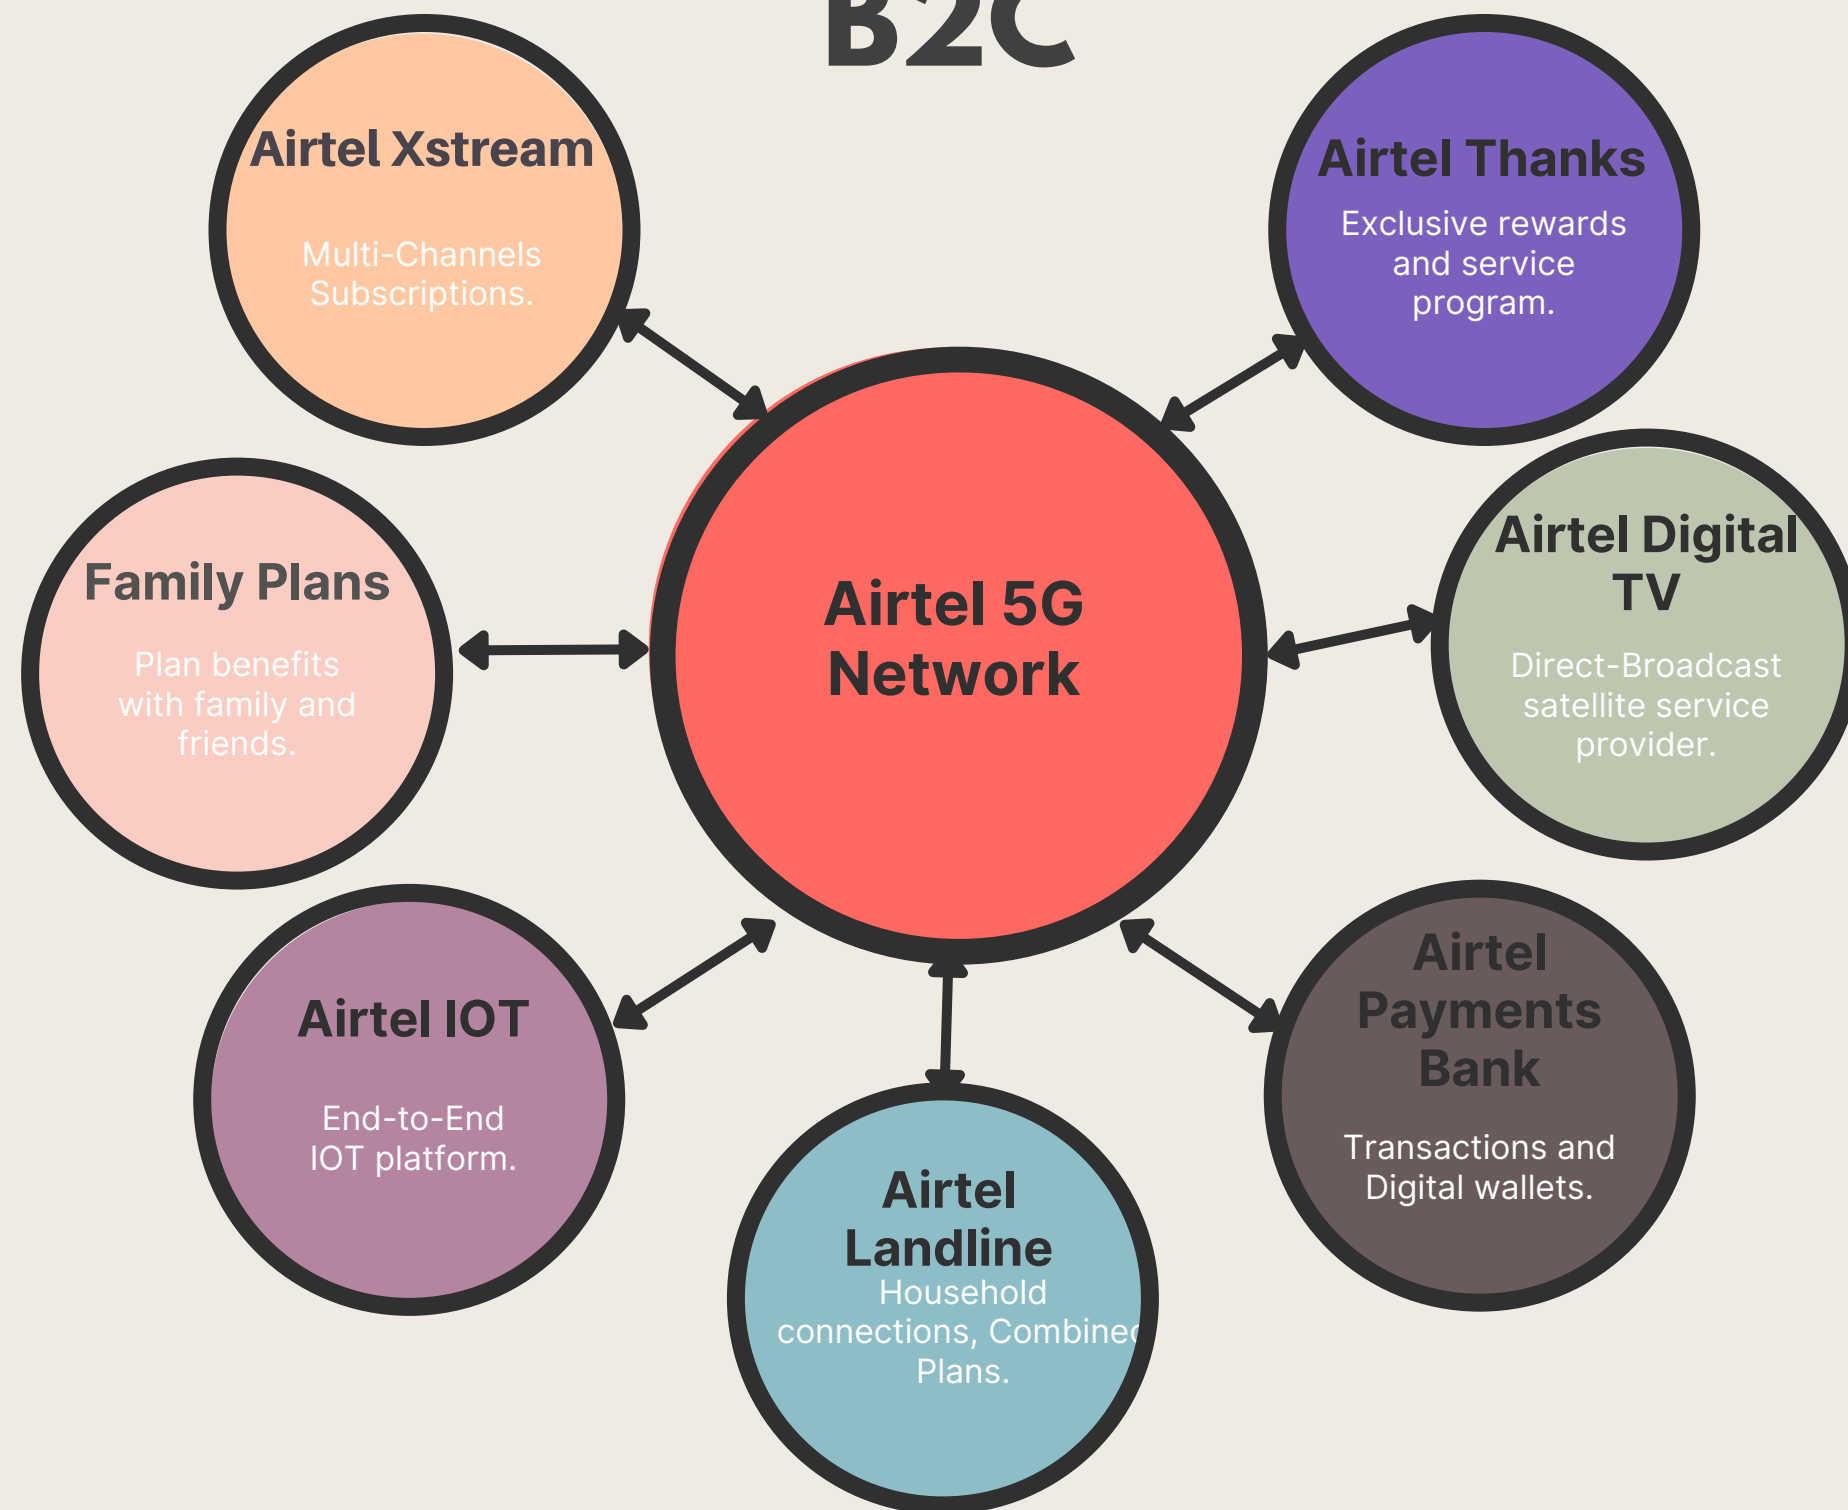 B2C
Airtel Xstream
Multi-Channels
Subscriptions.
Airtel Thanks
Exclusive rewards
and service
program.
Family Plans
Plan benefits
with family and
friends.
Airtel 5G
Network
Airtel Digital
TV
Direct-Broadcast
satellite service
provider.
Airtel IOT
End-to-End
IOT platform.
Airtel
Landline
Household
connections, Combined
Plans.
Airtel
Payments
Bank
Transactions and
Digital wallets.